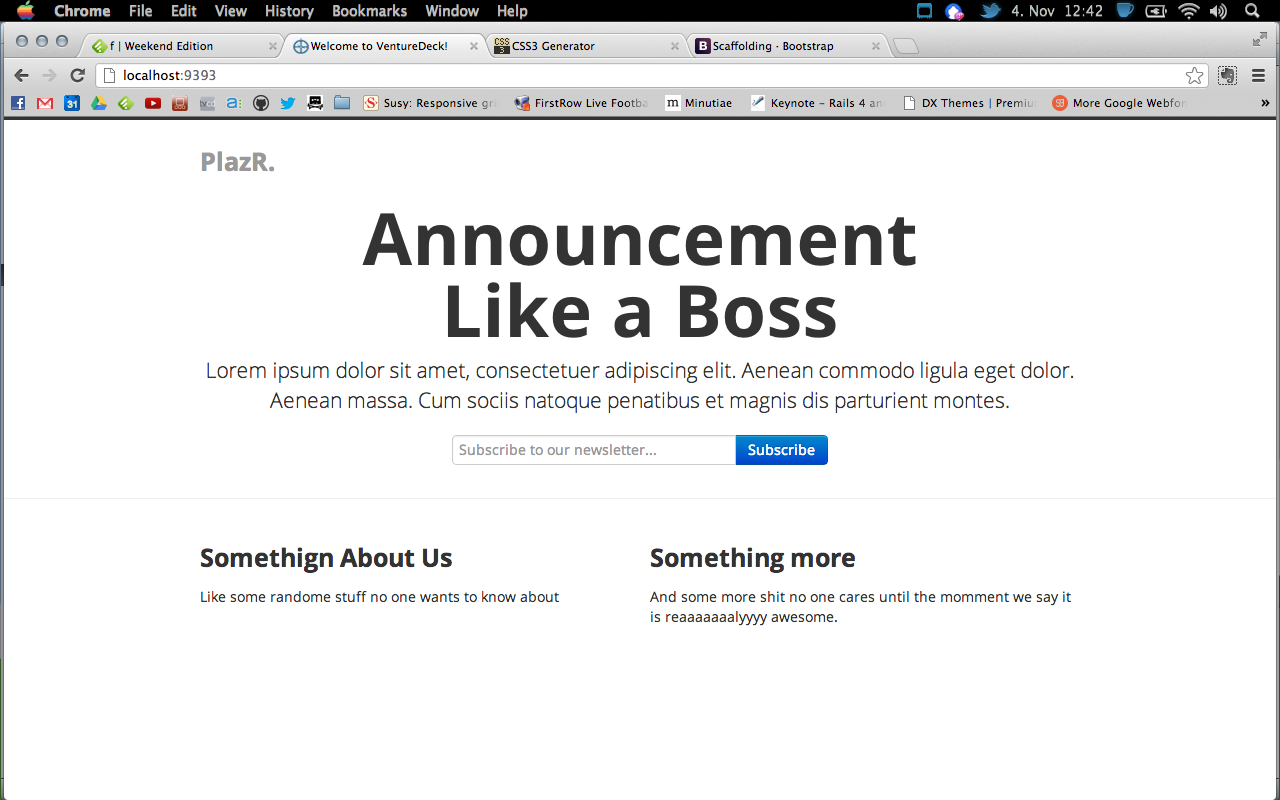 Chrome File Edit View History Bookmarks Window Help 4. Nov 12:42
f | Weekend Edition Welcome to VentureDeck! CSS3 Generator Scaffolding · Bootstrap
localhost:9393
Susy: Responsive gri FirstRow Live Footba Minutiae Keynote – Rails 4 an DX Themes | Premiu More Google Webfon »
PlazR.
Announcement
Like a Boss
Lorem ipsum dolor sit amet, consectetuer adipiscing elit. Aenean commodo ligula eget dolor.
Aenean massa. Cum sociis natoque penatibus et magnis dis parturient montes.
Subscribe to our newsletter... Subscribe
Somethign About Us Something more
Like some randome stuff no one wants to know about And some more shit no one cares until the momment we say it
is reaaaaaaalyyyy awesome.